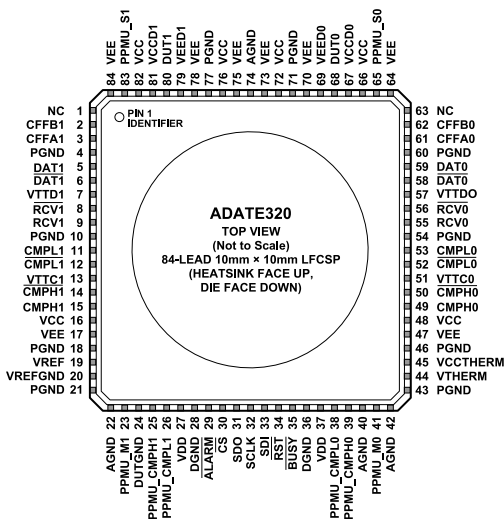 84 VEE
83 PPMU_S1
82 VCC
81 VCCD1
80 DUT1
79 VEED1
78 VEE
77 PGND
76 VCC
75 VEE
74 AGND
73 VEE
72 VCC
71 PGND
70 VEE
69 VEED0
68 DUT0
67 VCCD0
66 VCC
65 PPMU_S0
64 VEE
NC 1
CFFB1 2
CFFA1 3
PGND 4
DAT1 5
DAT1 6
VTTD1 7
RCV1 8
RCV1 9
PGND 10
CMPL1 11
CMPL1 12
VTTC1 13
CMPH1 14
CMPH1 15
VCC 16
VEE 17
PGND 18
VREF 19
VREFGND 20
PGND 21
PIN 1
IDENTIFIER
ADATE320
TOP VIEW
(Not to Scale)
84-LEAD 10mm × 10mm LFCSP
(HEATSINK FACE UP,
DIE FACE DOWN)
63 NC
62 CFFB0
61 CFFA0
60 PGND
59 DAT0
58 DAT0
57 VTTDO
56 RCV0
55 RCV0
54 PGND
53 CMPL0
52 CMPL0
51 VTTC0
50 CMPH0
49 CMPH0
48 VCC
47 VEE
46 PGND
45 VCCTHERM
44 VTHERM
43 PGND
AGND 22
PPMU_M1 23
DUTGND 24
PPMU_CMPH1 25
PPMU_CMPL1 26
VDD 27
DGND 28
ALARM 29
CS 30
SDO 31
SCLK 32
SDI 33
RST 34
BUSY 35
DGND 36
VDD 37
PPMU_CMPL0 38
PPMU_CMPH0 39
AGND 40
PPMU_M0 41
AGND 42